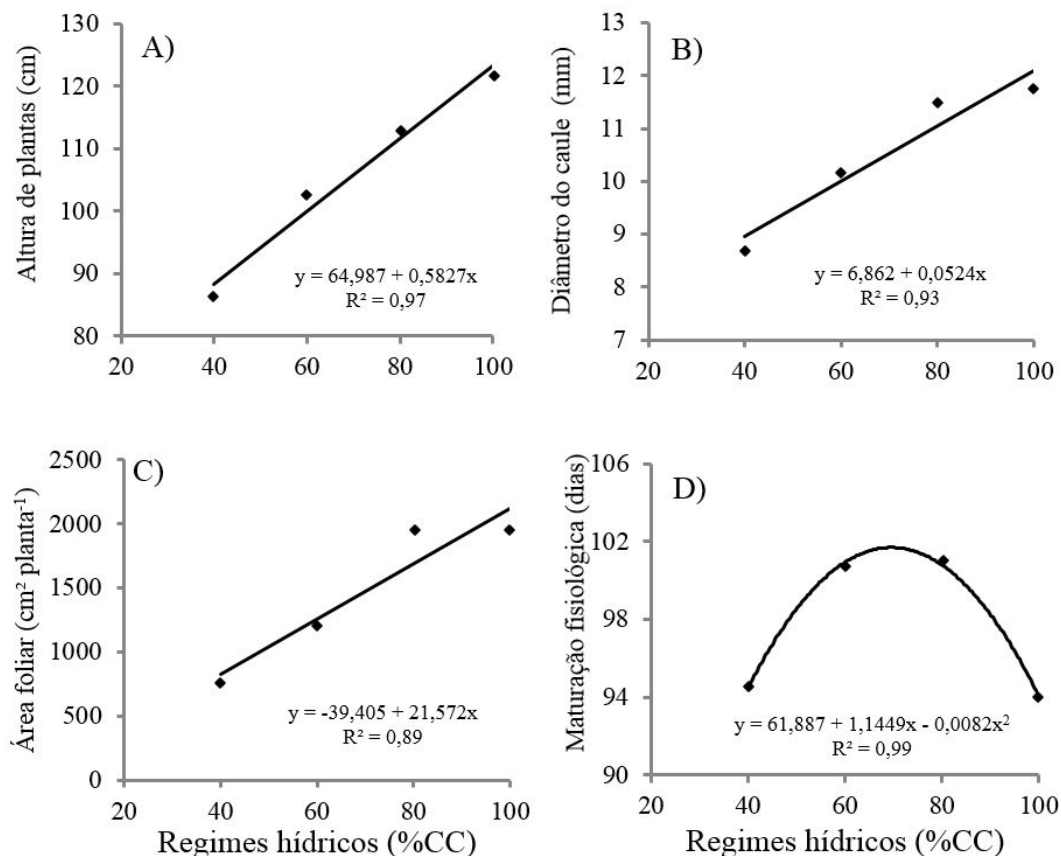 A)
Altura de plantas (cm)
130
120
110
100
90
80
20 40 60 80 100
y = 64,987 + 0,5827x
R² = 0,97
B)
Diâmetro do caule (mm)
13
12
11
10
9
8
7
20 40 60 80 100
y = 6,862 + 0,0524x
R² = 0,93
C)
Área foliar (cm² planta⁻¹)
2500
2000
1500
1000
500
0
20 40 60 80 100
y = -39,405 + 21,572x
R² = 0,89
Regimes hídricos (%CC)
D)
Maturação fisiológica (dias)
106
102
98
94
90
20 40 60 80 100
y = 61,887 + 1,1449x - 0,0082x²
R² = 0,99
Regimes hídricos (%CC)